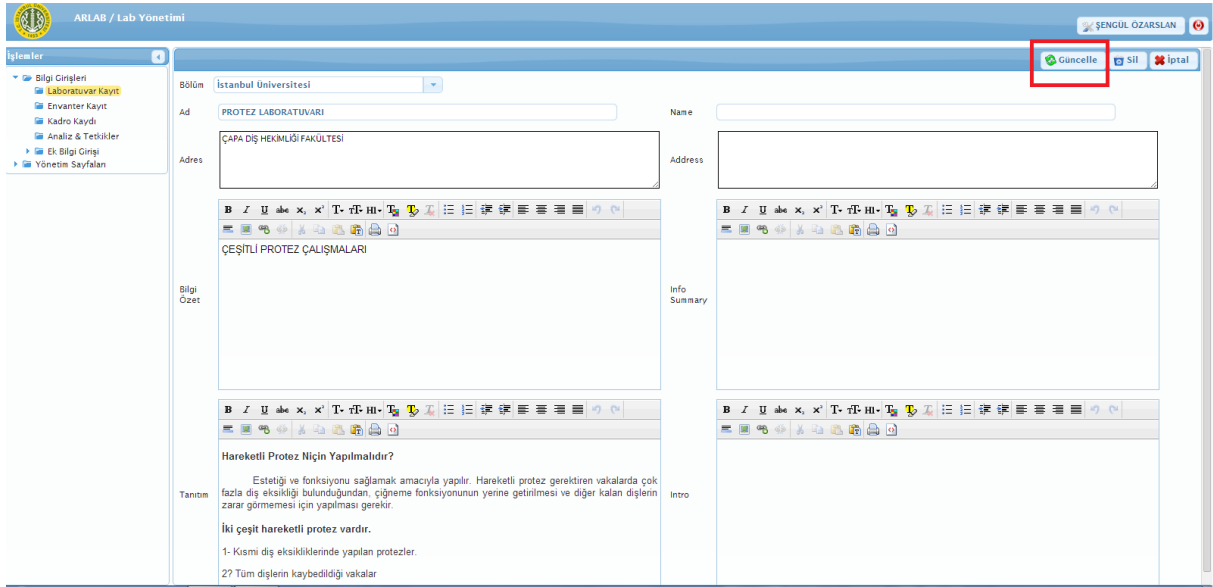 ARLAB / Lab Yönetimi
ŞENGÜL ÖZARSLAN
İşlemler
Güncelle Sil İptal
Bilgi Girişleri
Laboratuvar Kayıt
Envanter Kayıt
Kadro Kaydı
Analiz & Tetkikler
Ek Bilgi Girişi
Yönetim Sayfaları
Bölüm İstanbul Üniversitesi
Ad PROTEZ LABORATUVARI Name
Adres ÇAPA DİŞ HEKİMLİĞİ FAKÜLTESİ Address
Bilgi Özet ÇEŞİTLİ PROTEZ ÇALIŞMALARI Info Summary
Tanıtım Intro
Hareketli Protez Niçin Yapılmalıdır?
Estetiği ve fonksiyonu sağlamak amacıyla yapılır. Hareketli protez gerektiren vakalarda çok
fazla diş eksikliği bulunduğundan, çiğneme fonksiyonunun yerine getirilmesi ve diğer kalan dişlerin
zarar görmemesi için yapılması gerekir.
İki çeşit hareketli protez vardır.
1- Kısmi diş eksikliklerinde yapılan protezler.
2? Tüm dişlerin kaybedildiği vakalar